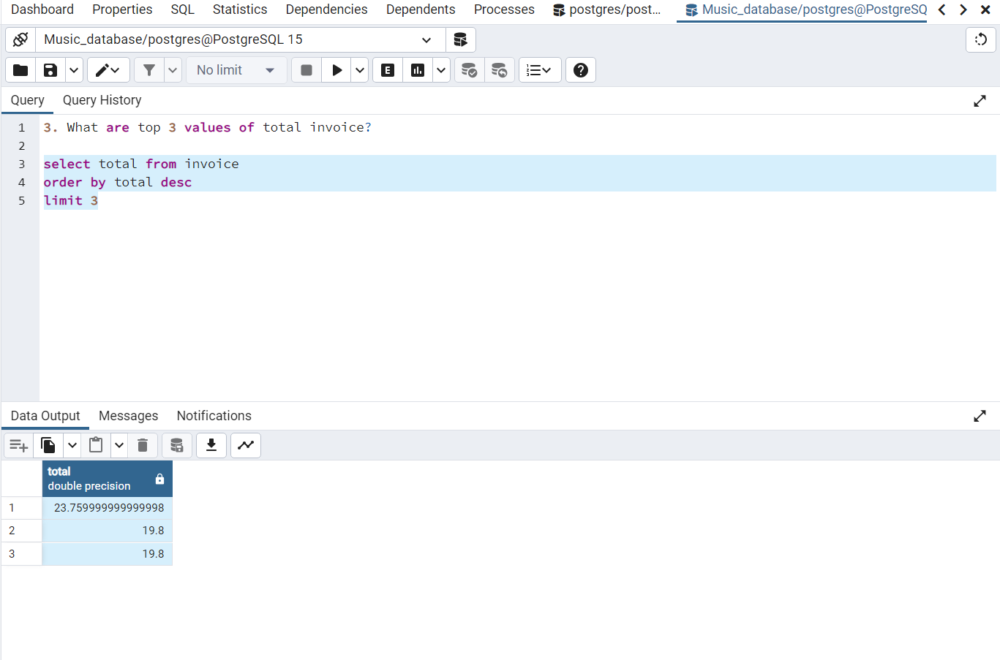 Dashboard Properties SQL Statistics Dependencies Dependents Processes postgres/post... Music_database/postgres@PostgreSQ
Music_database/postgres@PostgreSQL 15
No limit E
Query Query History
1 3. What are top 3 values of total invoice?
2
3 select total from invoice
4 order by total desc
5 limit 3
Data Output Messages Notifications
total
double precision
1 23.759999999999998
2 19.8
3 19.8